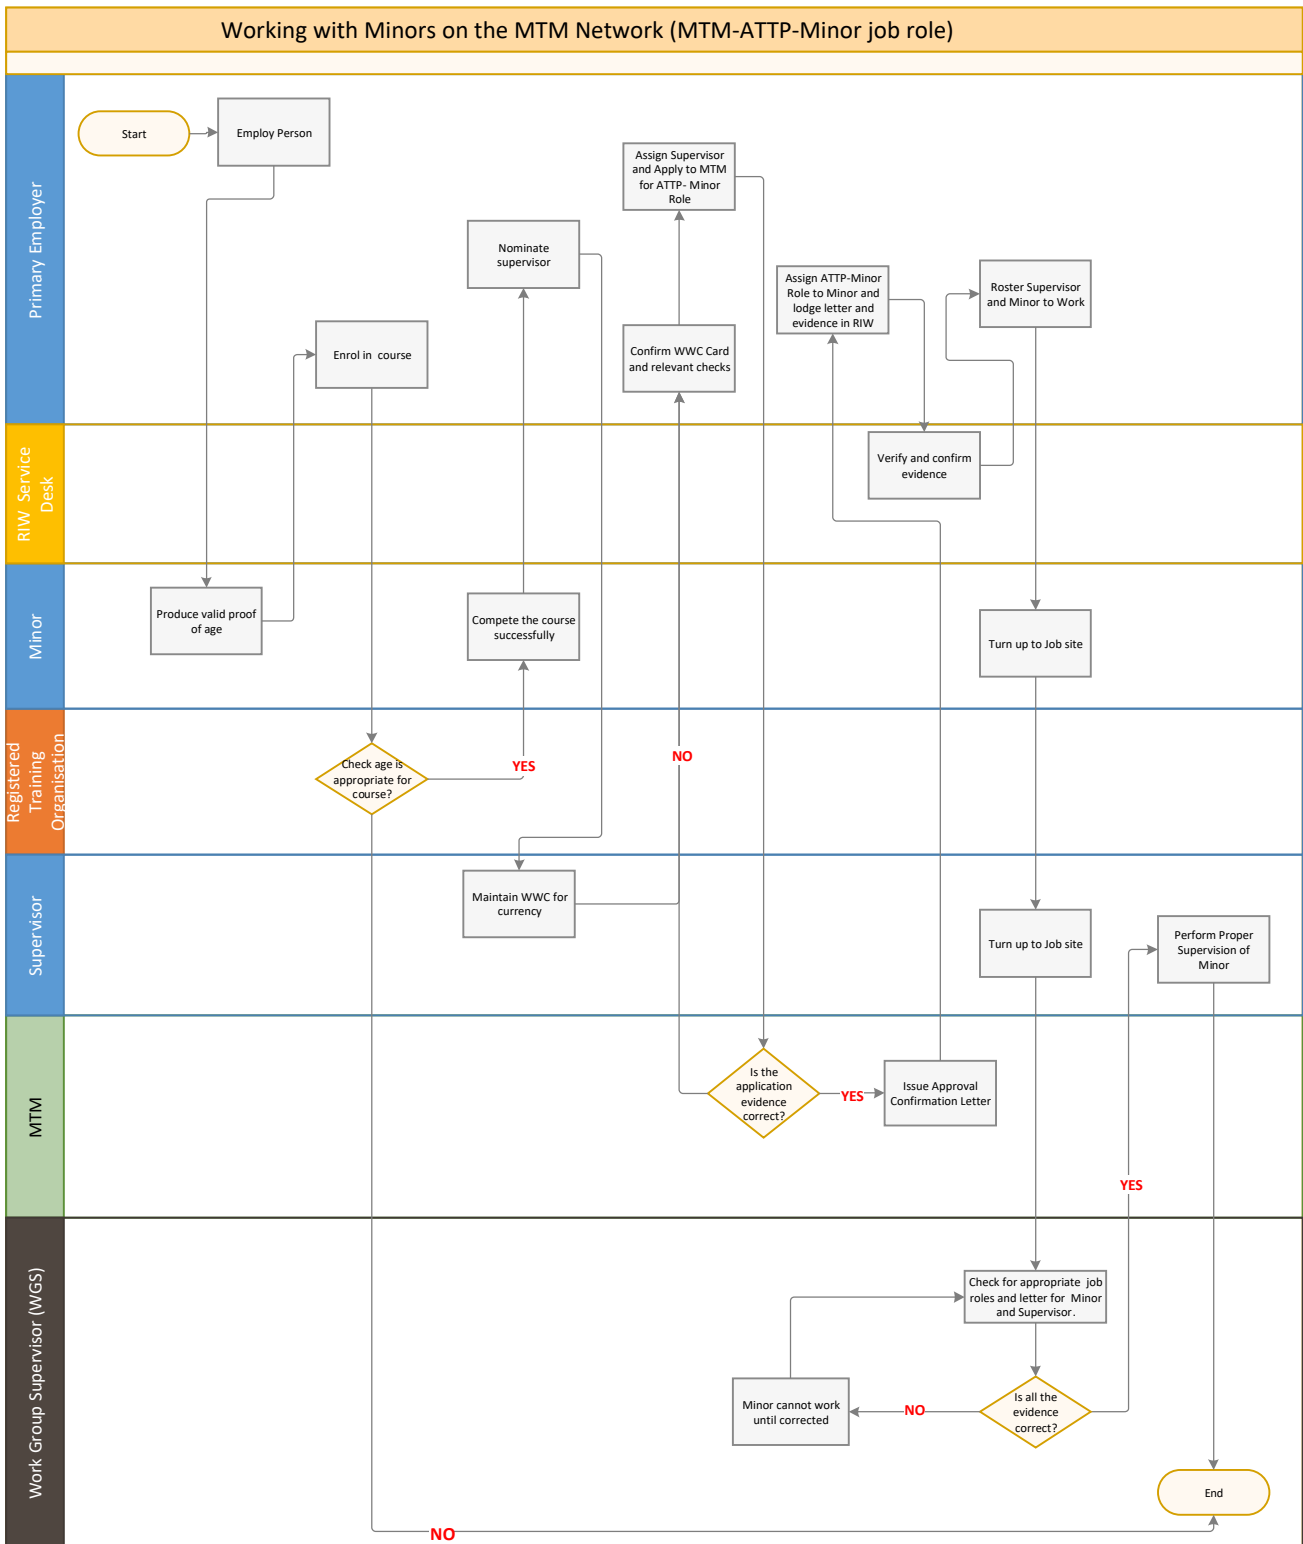 Working with Minors on the MTM Network (MTM-ATTP-Minor job role)
Primary Employer
Start
Employ Person
Assign Supervisor
and Apply to MTM
for ATTP- Minor
Role
Nominate
supervisor
Assign ATTP-Minor
Role to Minor and
lodge letter and
evidence in RIW
Roster Supervisor
and Minor to Work
Enrol in course
Confirm WWC Card
and relevant checks
RIW Service
Desk
Verify and confirm
evidence
Minor
Produce valid proof
of age
Compete the course
successfully
Turn up to Job site
Registered
Training
Organisation
Check age is
appropriate for
course?
YES
NO
Supervisor
Maintain WWC for
currency
Turn up to Job site
Perform Proper
Supervision of
Minor
MTM
Is the
application
evidence
correct?
YES
Issue Approval
Confirmation Letter
YES
Work Group Supervisor (WGS)
Check for appropriate job
roles and letter for Minor
and Supervisor.
Minor cannot work
until corrected
NO
Is all the
evidence
correct?
End
NO